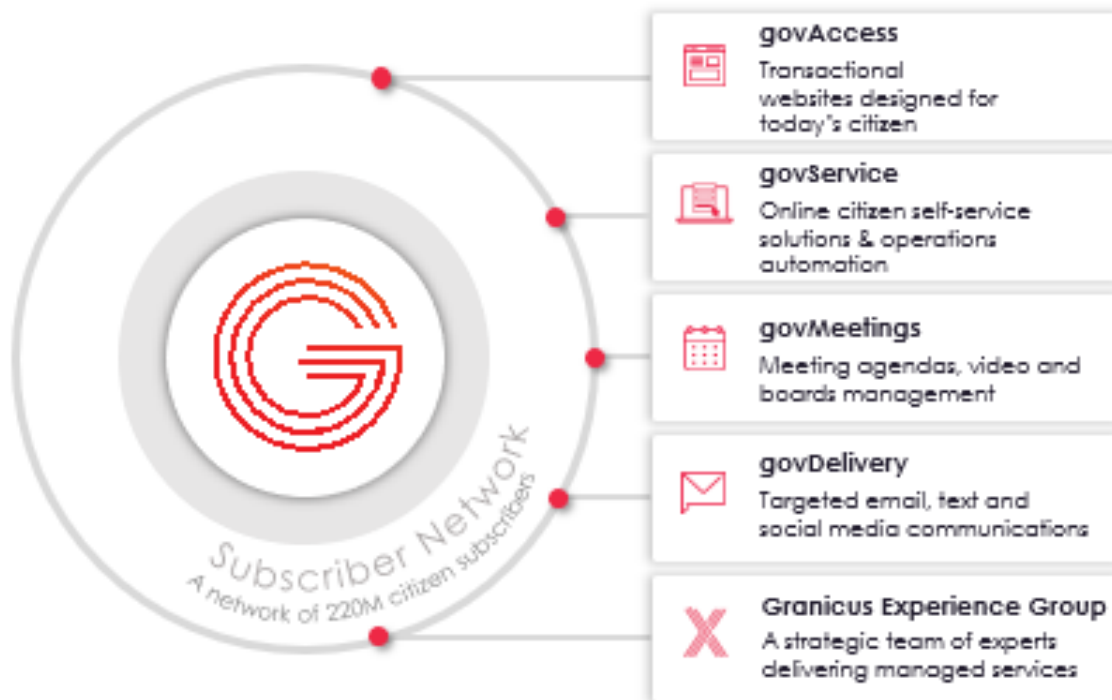 govAccess
Transactional
websites designed for
today's citizen
govService
Online citizen self-service
solutions & operations
automation
govMeetings
Meeting agendas, video and
boards management
govDelivery
Targeted email, text and
social media communications
Granicus Experience Group
A strategic team of experts
delivering managed services
Subscriber Network
A network of 220M citizen subscribers